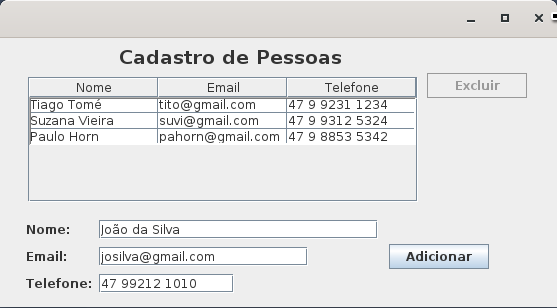 Cadastro de Pessoas
Nome Email Telefone
Excluir
Tiago Tomé tito@gmail.com 47 9 9231 1234
Suzana Vieira suvi@gmail.com 47 9 9312 5324
Paulo Horn pahorn@gmail.com 47 9 8853 5342
Nome: João da Silva
Email: josilva@gmail.com
Adicionar
Telefone: 47 99212 1010